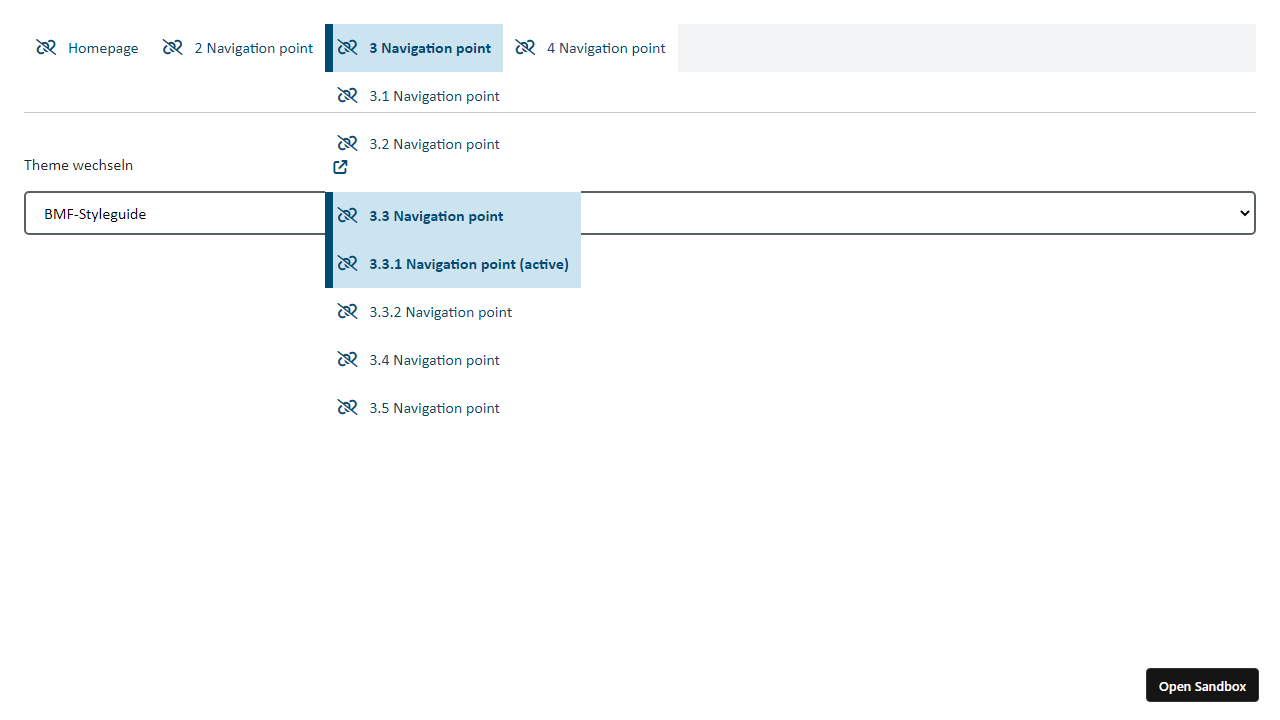 Homepage 2 Navigation point 3 Navigation point 4 Navigation point
3.1 Navigation point
3.2 Navigation point
Theme wechseln
BMF-Styleguide
3.3 Navigation point
3.3.1 Navigation point (active)
3.3.2 Navigation point
3.4 Navigation point
3.5 Navigation point
Open Sandbox